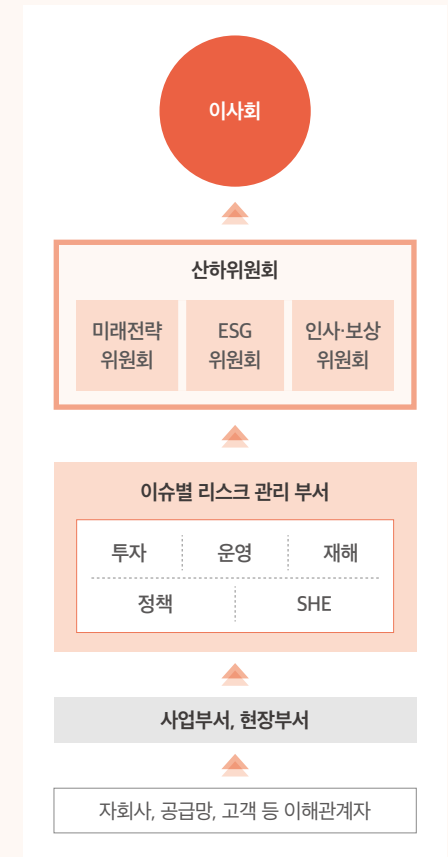 이사회
산하위원회
미래전략
위원회
ESG
위원회
인사·보상
위원회
이슈별 리스크 관리 부서
투자
운영
재해
정책
SHE
사업부서, 현장부서
자회사, 공급망, 고객 등 이해관계자